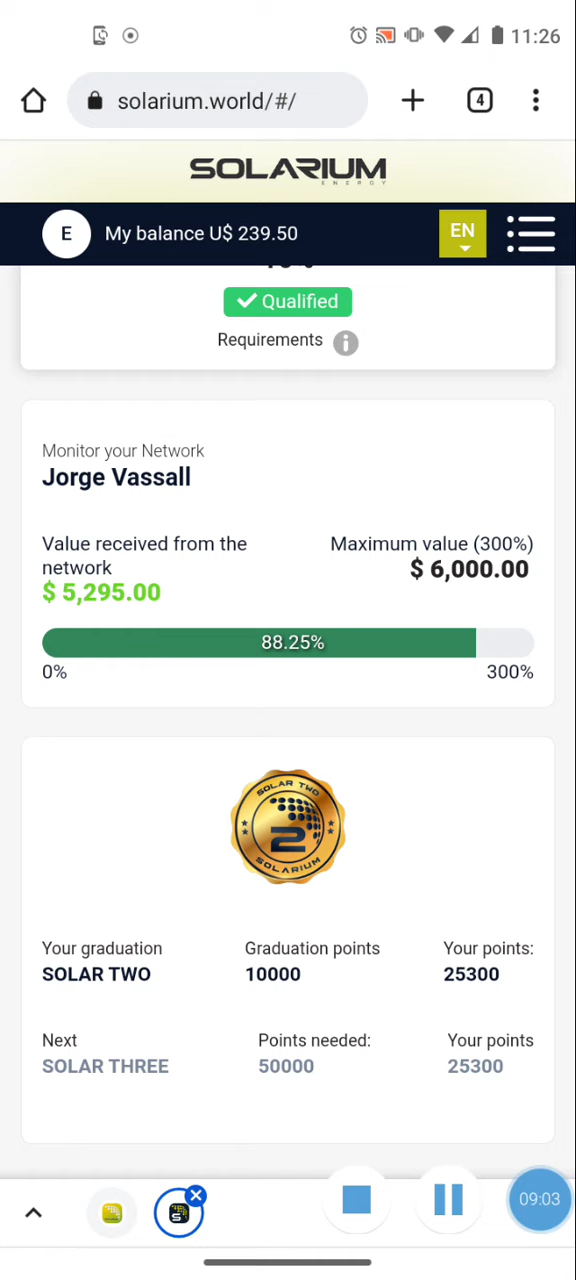 11:26
solarium.world/#/
4
SOLARIUM
ENERGY
E
My balance U$ 239.50
EN
Qualified
Requirements
Monitor your Network
Jorge Vassall
Value received from the network
Maximum value (300%)
$ 5,295.00
$ 6,000.00
88.25%
0%
300%
SOLAR TWO
2
SOLARIUM
Your graduation
Graduation points
Your points:
SOLAR TWO
10000
25300
Next
Points needed:
Your points
SOLAR THREE
50000
25300
09:03